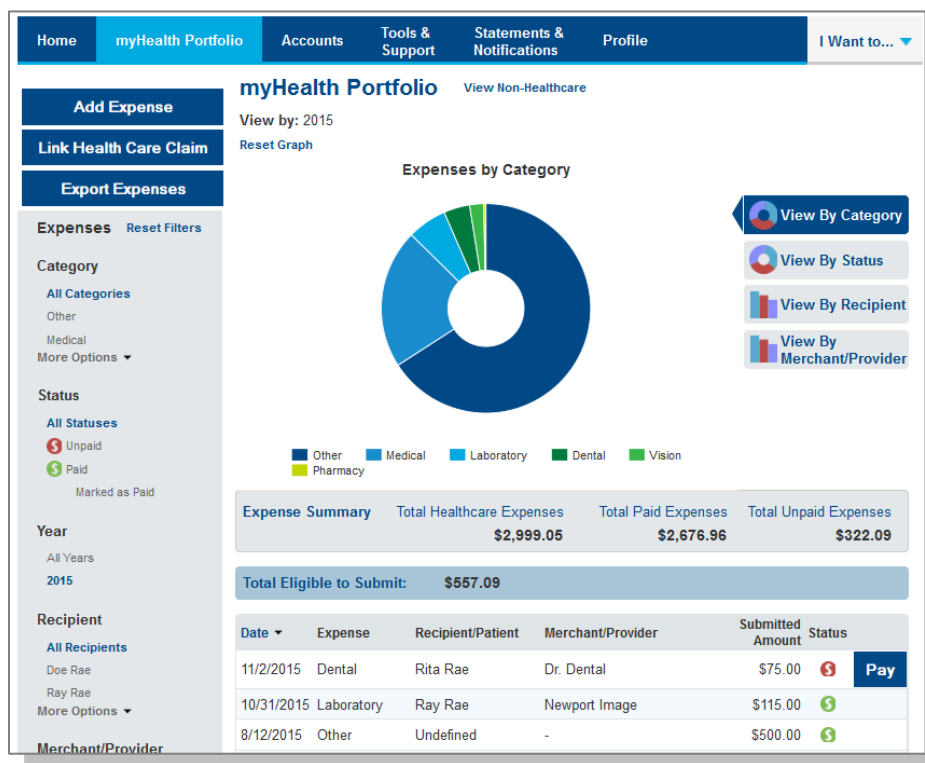 Home
myHealth Portfolio
Accounts
Tools &
Support
Statements &
Notifications
Profile
I Want to...
Add Expense
Link Health Care Claim
Export Expenses
Expenses Reset Filters
Category
All Categories
Other
Medical
More Options
Status
All Statuses
Unpaid
Paid
Marked as Paid
Year
All Years
2015
Recipient
All Recipients
Doe Rae
Ray Rae
More Options
Merchant/Provider
myHealth Portfolio View Non-Healthcare
View by: 2015
Reset Graph
Expenses by Category
View By Category
View By Status
View By Recipient
View By
Merchant/Provider
Other Medical Laboratory Dental Vision
Pharmacy
Expense Summary Total Healthcare Expenses Total Paid Expenses Total Unpaid Expenses
$2,999.05 $2,676.96 $322.09
Total Eligible to Submit: $557.09
Date Expense Recipient/Patient Merchant/Provider Submitted Amount Status
11/2/2015 Dental Rita Rae Dr. Dental $75.00 Pay
10/31/2015 Laboratory Ray Rae Newport Image $115.00
8/12/2015 Other Undefined - $500.00